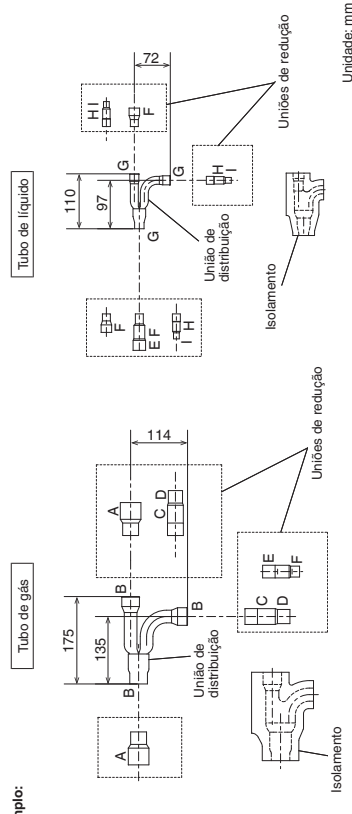 mplo:
Unidade: mm
Tubo de gás
175
135
B
B
B
A
A
C D
114
União de
distribuição
C
D
E
F
Uniões de redução
Isolamento
Tubo de líquido
110
97
G
G
G
H I
F
72
F
E F
I H
União de
distribuição
H
I
Uniões de redução
Isolamento